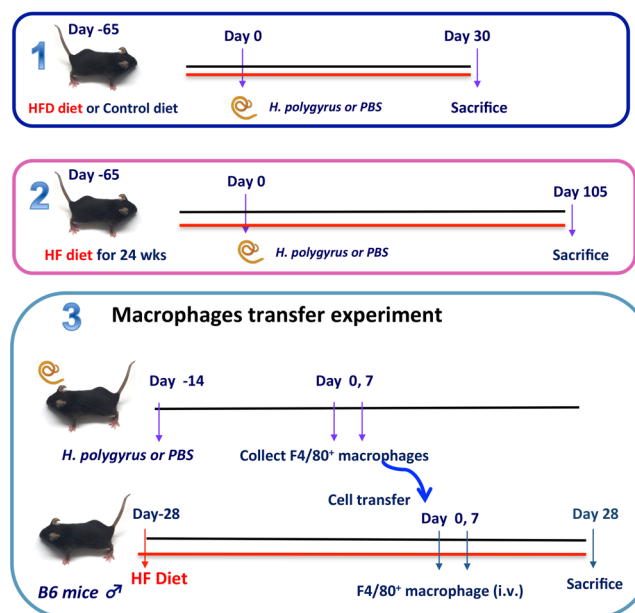 1
Day -65
Day 0
Day 30
HFD diet or Control diet
H. polygyrus or PBS
Sacrifice
2
Day -65
Day 0
Day 105
HF diet for 24 wks
H. polygyrus or PBS
Sacrifice
3 Macrophages transfer experiment
Day -14
Day 0, 7
H. polygyrus or PBS
Collect F4/80⁺ macrophages
Cell transfer
Day-28
Day 0, 7
Day 28
HF Diet
B6 mice ♂
F4/80⁺ macrophage (i.v.)
Sacrifice